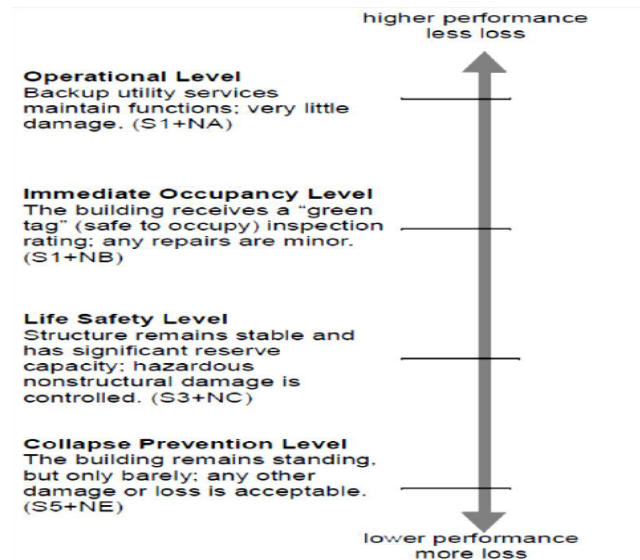 higher performance
less loss
Operational Level
Backup utility services
maintain functions; very little
damage. (S1+NA)
Immediate Occupancy Level
The building receives a “green
tag” (safe to occupy) inspection
rating; any repairs are minor.
(S1+NB)
Life Safety Level
Structure remains stable and
has significant reserve
capacity; hazardous
nonstructural damage is
controlled. (S3+NC)
Collapse Prevention Level
The building remains standing,
but only barely; any other
damage or loss is acceptable.
(S5+NE)
lower performance
more loss